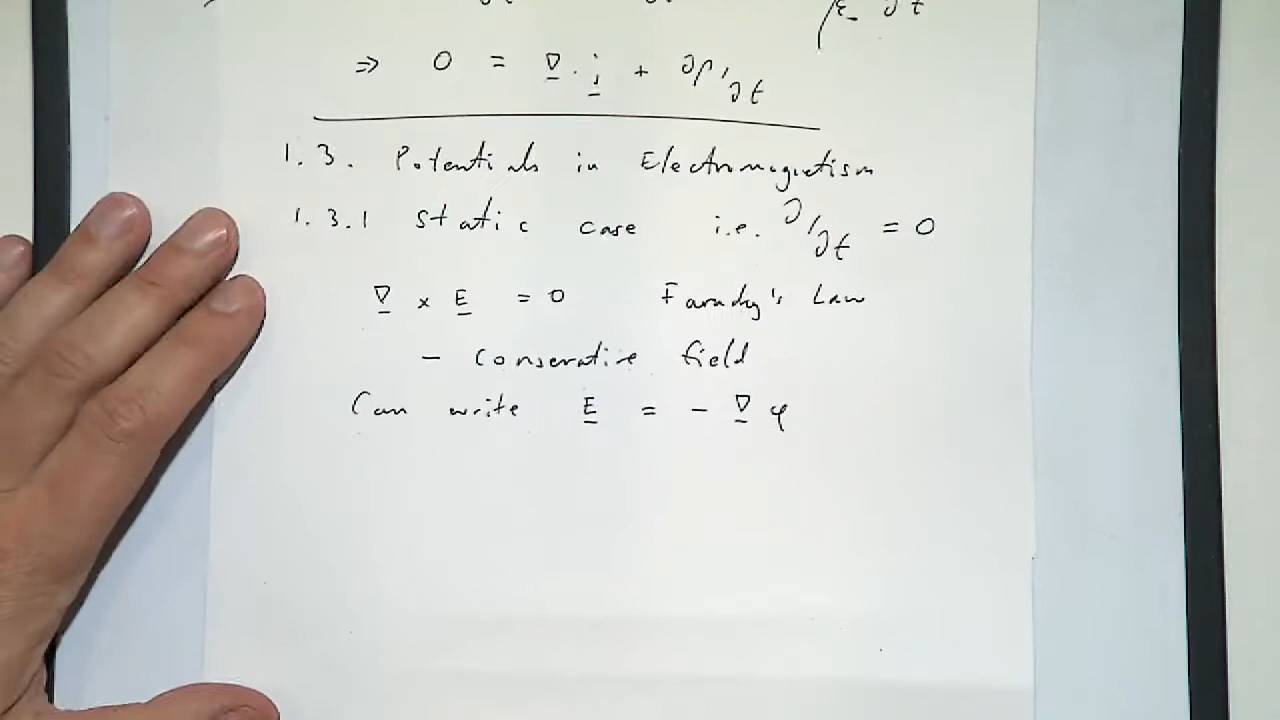 ∂t
⇒ 0 = ∇ · j + ∂ρ/∂t
1.3. Potentials in Electromagnetism
1.3.1 Static case i.e. ∂/∂t = 0
∇ × E = 0 Faraday's Law
– Conservative field
Can write E = - ∇φ